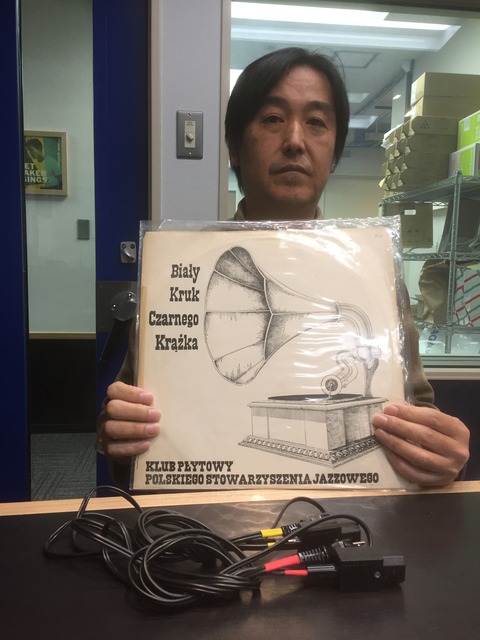 Biały
Kruk
Czarnego
Krążka
KLUB PŁYTOWY
POLSKIEGO STOWARZYSZENIA JAZZOWEGO